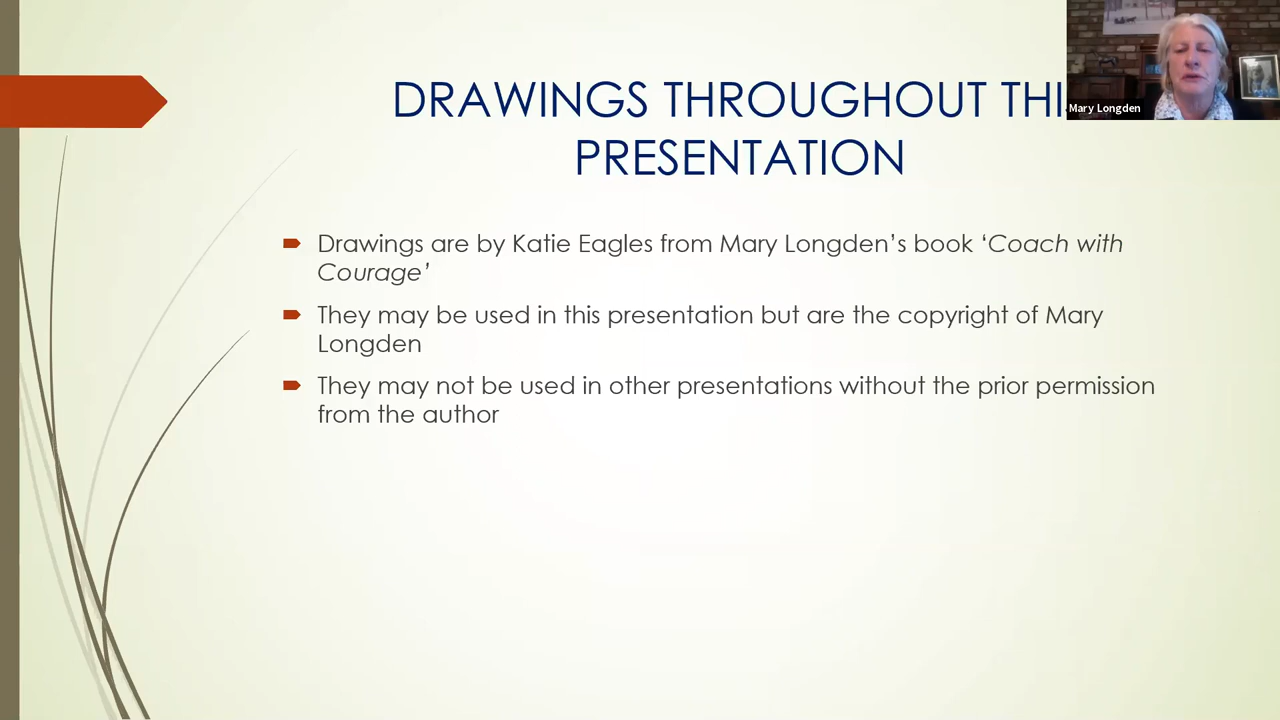 DRAWINGS THROUGHOUT THI
PRESENTATION
Mary Longden
Drawings are by Katie Eagles from Mary Longden’s book ‘Coach with
Courage’
They may be used in this presentation but are the copyright of Mary
Longden
They may not be used in other presentations without the prior permission
from the author